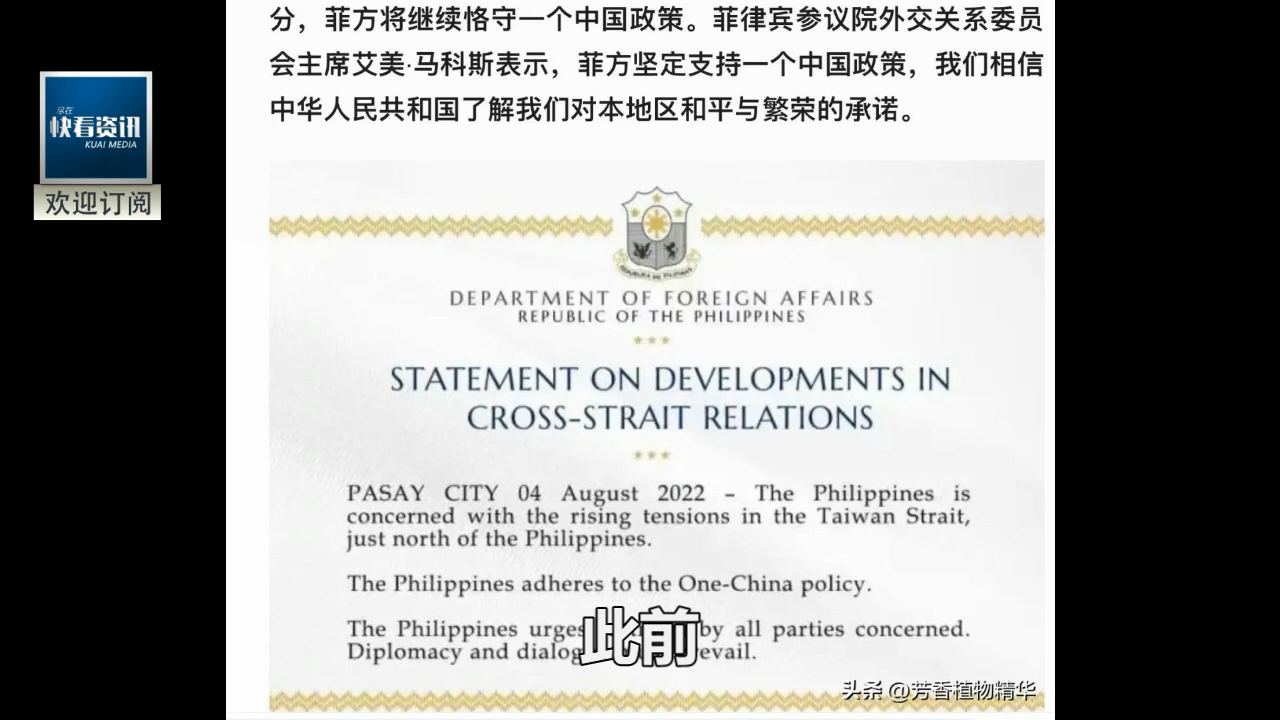 分，菲方将继续恪守一个中国政策。菲律宾参议院外交关系委员
会主席艾美·马科斯表示，菲方坚定支持一个中国政策，我们相信
中华人民共和国了解我们对本地区和平与繁荣的承诺。
尽在
快看资讯
KUAI MEDIA
欢迎订阅
REPUBLIKA NG PILIPINAS
DEPARTMENT OF FOREIGN AFFAIRS
REPUBLIC OF THE PHILIPPINES
STATEMENT ON DEVELOPMENTS IN
CROSS-STRAIT RELATIONS
PASAY CITY 04 August 2022 – The Philippines is
concerned with the rising tensions in the Taiwan Strait,
just north of the Philippines.
The Philippines adheres to the One-China policy.
The Philippines urges by all parties concerned.
Diplomacy and
此前
头条 @芳香植物精华